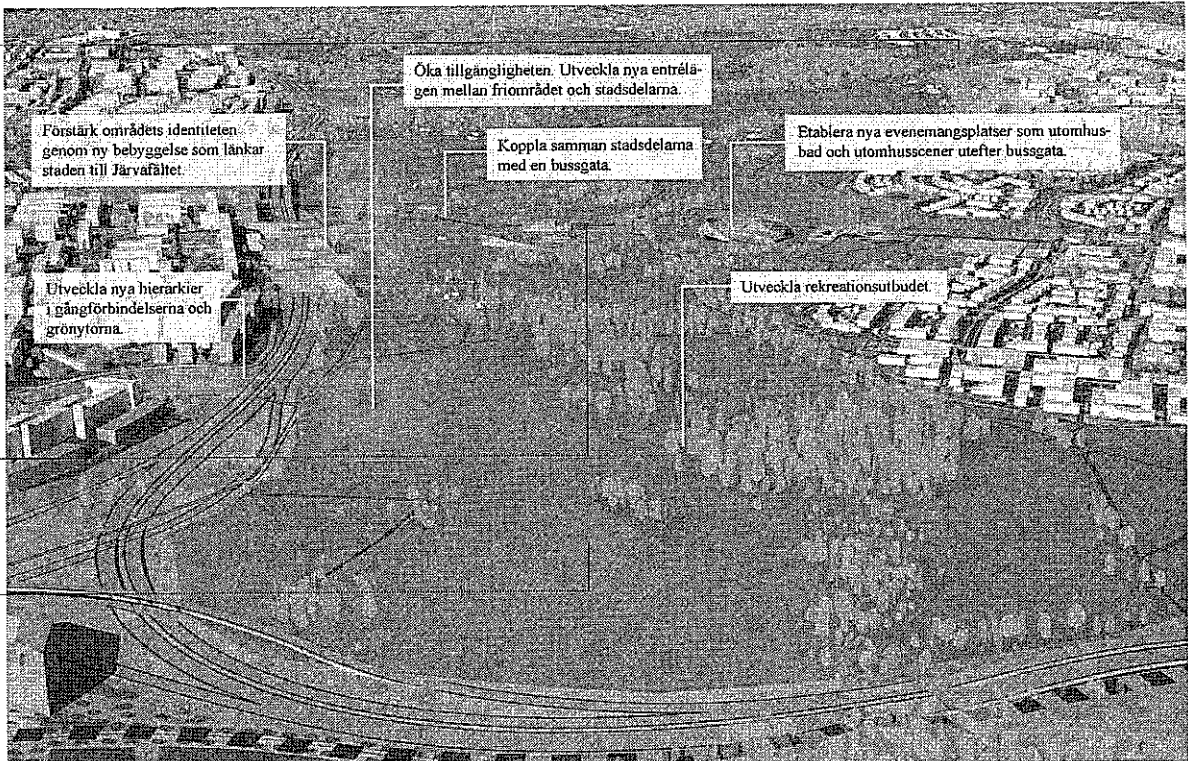 Öka tillgängligheten. Utveckla nya entrélä-
gen mellan friområdet och stadsdelarna.
Förstärk områdets identiteten
genom ny bebyggelse som länkar
staden till Järvafältet.
Koppla samman stadsdelarna
med en bussgata.
Etablera nya evenemangsplatser som utomhus-
bad och utomhusscener utefter bussgata.
Utveckla nya hierarkier
i gångförbindelserna och
grönytorna.
Utveckla rekreationsutbudet.